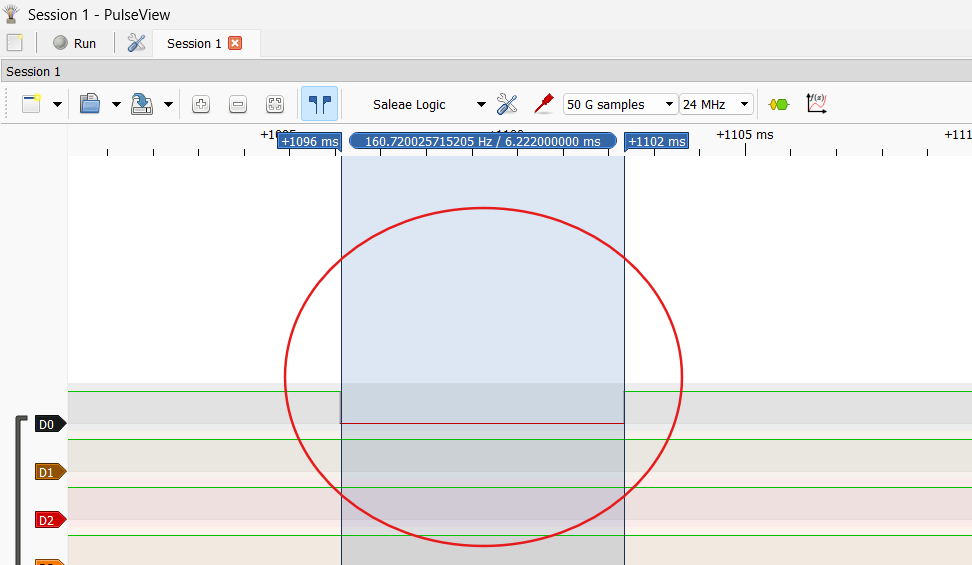 Session 1 - PulseView
Run
Session 1
Session 1
Saleae Logic
50 G samples
24 MHz
+1105 ms
+1096 ms
160.720025715205 Hz / 6.222000000 ms
+1102 ms
D0
D1
D2